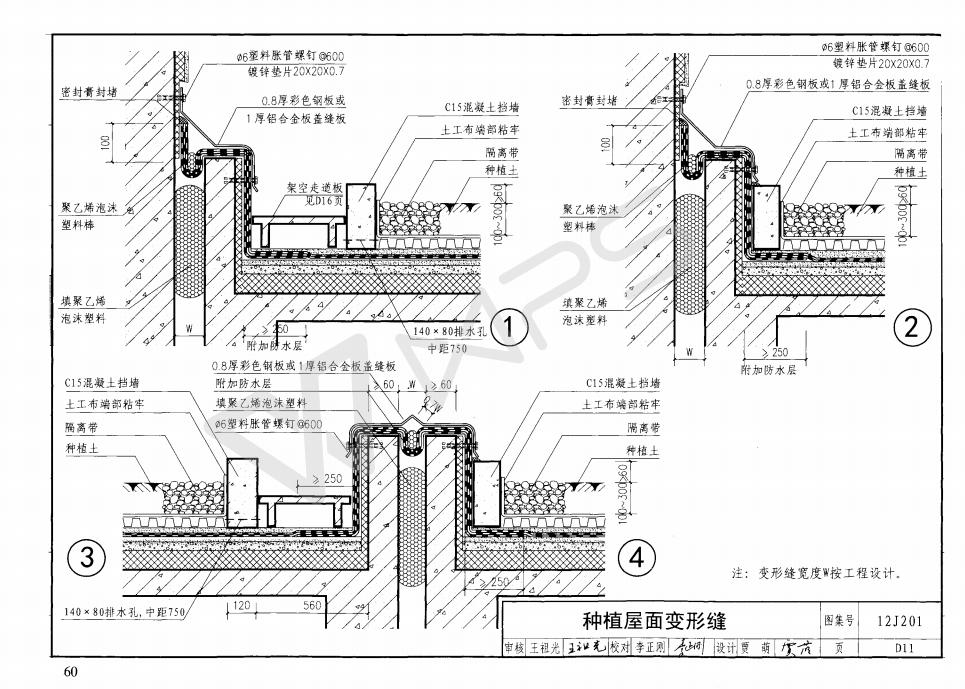 ø6塑料胀管螺钉@600
镀锌垫片20X20X0.7
密封膏封堵
0.8厚彩色钢板或
1厚铝合金板盖缝板
C15混凝土挡墙
土工布端部粘牢
隔离带
种植土
100
架空走道板
见D16页
聚乙烯泡沫
塑料棒
100~300
≥60
填聚乙烯
泡沫塑料
W
≥250
附加防水层
140×80排水孔
中距750
1
ø6塑料胀管螺钉@600
镀锌垫片20X20X0.7
0.8厚彩色钢板或1厚铝合金板盖缝板
密封膏封堵
C15混凝土挡墙
土工布端部粘牢
隔离带
种植土
100
聚乙烯泡沫
塑料棒
100~300
≥60
填聚乙烯
泡沫塑料
W
≥250
附加防水层
2
0.8厚彩色钢板或1厚铝合金板盖缝板
C15混凝土挡墙
附加防水层
≥60
W
≥60
土工布端部粘牢
填聚乙烯泡沫塑料
0.7W
隔离带
ø6塑料胀管螺钉@600
种植土
≥250
3
140×80排水孔,中距750
120
560
C15混凝土挡墙
土工布端部粘牢
隔离带
种植土
100~300
≥60
≥250
4
注: 变形缝宽度W按工程设计。
种植屋面变形缝
图集号
12J201
审核 王祖光 王祖光 校对 李正刚 李正刚 设计 贾 萌
页
D11
60
WPS